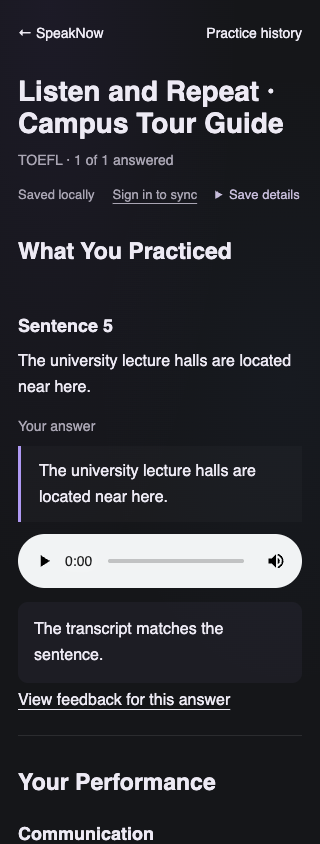 ← SpeakNow
Practice history
Listen and Repeat ·
Campus Tour Guide
TOEFL · 1 of 1 answered
Saved locally
Sign in to sync
▶ Save details
What You Practiced
Sentence 5
The university lecture halls are located
near here.
Your answer
The university lecture halls are
located near here.
0:00
The transcript matches the
sentence.
View feedback for this answer
Your Performance
Communication